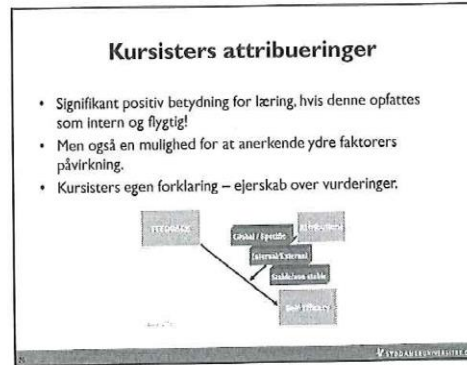 Kursisters attribueringer
• Signifikant positiv betydning for læring, hvis denne opfattes
som intern og flygtig!
• Men også en mulighed for at anerkende ydre faktorers
påvirkning.
• Kursisters egen forklaring – ejerskab over vurderinger.
FEEDBACK
Global / Specific
Attributions
Internal/External
Stable/non stable
Self-Efficacy
SYDDANSKUNIVERSITET.D